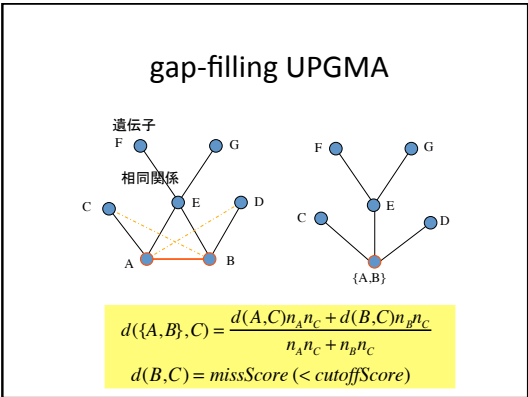 gap-filling UPGMA
遺伝子
F
G
相同関係
C
E
D
A
B
F
G
C
E
D
{A,B}
d({A,B},C) = \frac{d(A,C)n_A n_C + d(B,C)n_B n_C}{n_A n_C + n_B n_C}
d(B,C) = missScore (< cutoffScore)